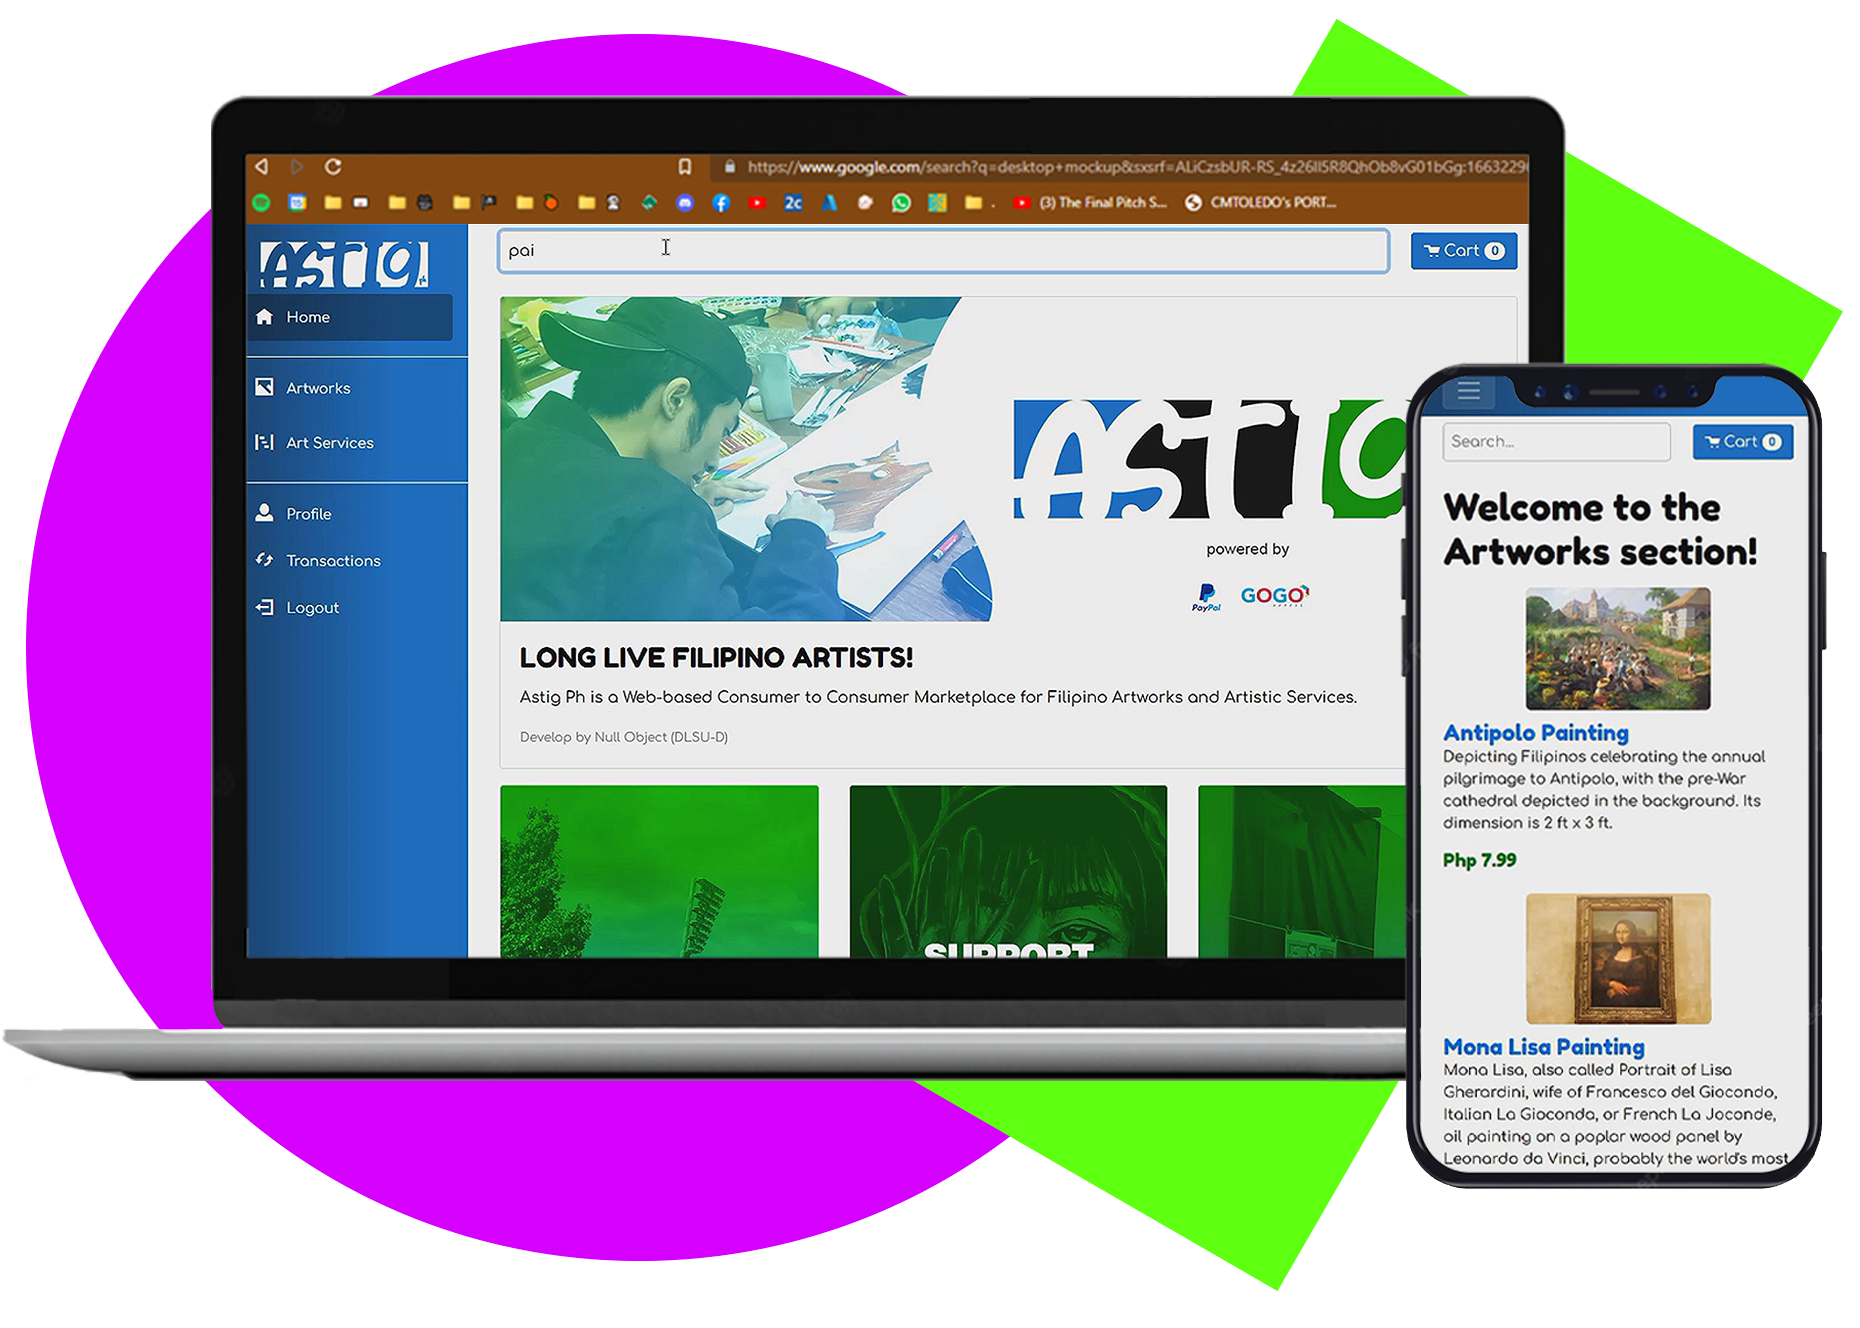 https://www.google.com/search?q=desktop+mockup&sxsrf=ALiCzsbUR-RS_4z26II5R8QhOb8vG01bGg:1663229
15
2c
.
(3) The Final Pitch S...
CMTOLEDO's PORT...
Astig
pai
Cart 0
Home
Artworks
Art Services
Profile
Transactions
Logout
Astig
powered by
PayPal
GOGO
LONG LIVE FILIPINO ARTISTS!
Astig Ph is a Web-based Consumer to Consumer Marketplace for Filipino Artworks and Artistic Services.
Develop by Null Object (DLSU-D)
SUPPORT
Search...
Cart 0
Welcome to the
Artworks section!
Antipolo Painting
Depicting Filipinos celebrating the annual
pilgrimage to Antipolo, with the pre-War
cathedral depicted in the background. Its
dimension is 2 ft x 3 ft.
Php 7.99
Mona Lisa Painting
Mona Lisa, also called Portrait of Lisa
Gherardini, wife of Francesco del Giocondo,
Italian La Gioconda, or French La Joconde,
oil painting on a poplar wood panel by
Leonardo da Vinci, probably the world's most